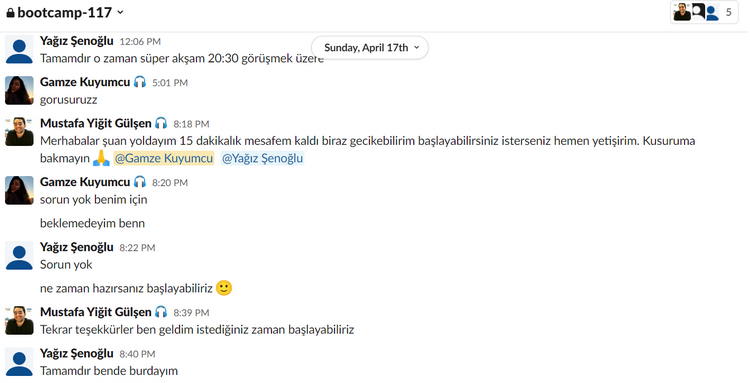 bootcamp-117
5
Sunday, April 17th
Yağız Şenoğlu 12:06 PM
Tamamdır o zaman süper akşam 20:30 görüşmek üzere
Gamze Kuyumcu 5:01 PM
gorusuruzz
Mustafa Yiğit Gülşen 8:18 PM
Merhabalar şuan yoldayım 15 dakikalık mesafem kaldı biraz gecikebilirim başlayabilirsiniz isterseniz hemen yetişirim. Kusuruma
bakmayın 🙏 @Gamze Kuyumcu @Yağız Şenoğlu
Gamze Kuyumcu 8:20 PM
sorun yok benim için
beklemedeyim benn
Yağız Şenoğlu 8:22 PM
Sorun yok
ne zaman hazırsanız başlayabiliriz 🙂
Mustafa Yiğit Gülşen 8:39 PM
Tekrar teşekkürler ben geldim istediğiniz zaman başlayabiliriz
Yağız Şenoğlu 8:40 PM
Tamamdır bende burdayım